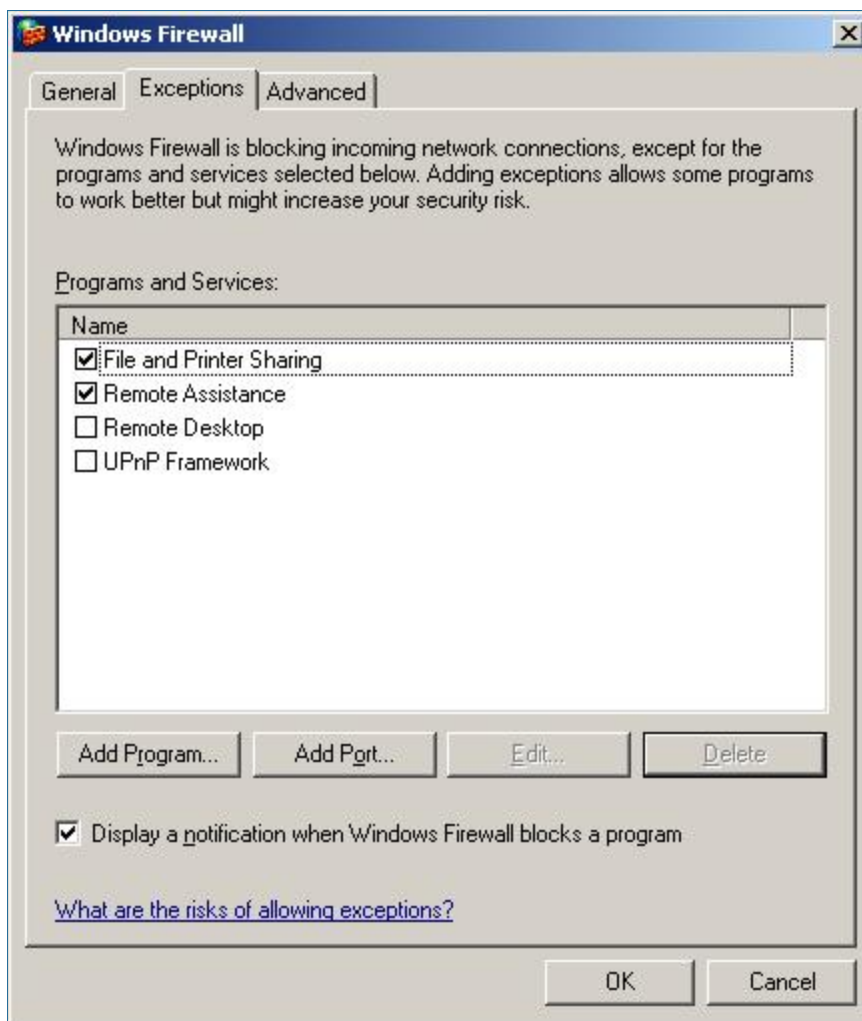 Windows Firewall
General Exceptions Advanced
Windows Firewall is blocking incoming network connections, except for the
programs and services selected below. Adding exceptions allows some programs
to work better but might increase your security risk.
Programs and Services:
Name
File and Printer Sharing
Remote Assistance
Remote Desktop
UPnP Framework
Add Program... Add Port... Edit... Delete
Display a notification when Windows Firewall blocks a program
What are the risks of allowing exceptions?
OK Cancel